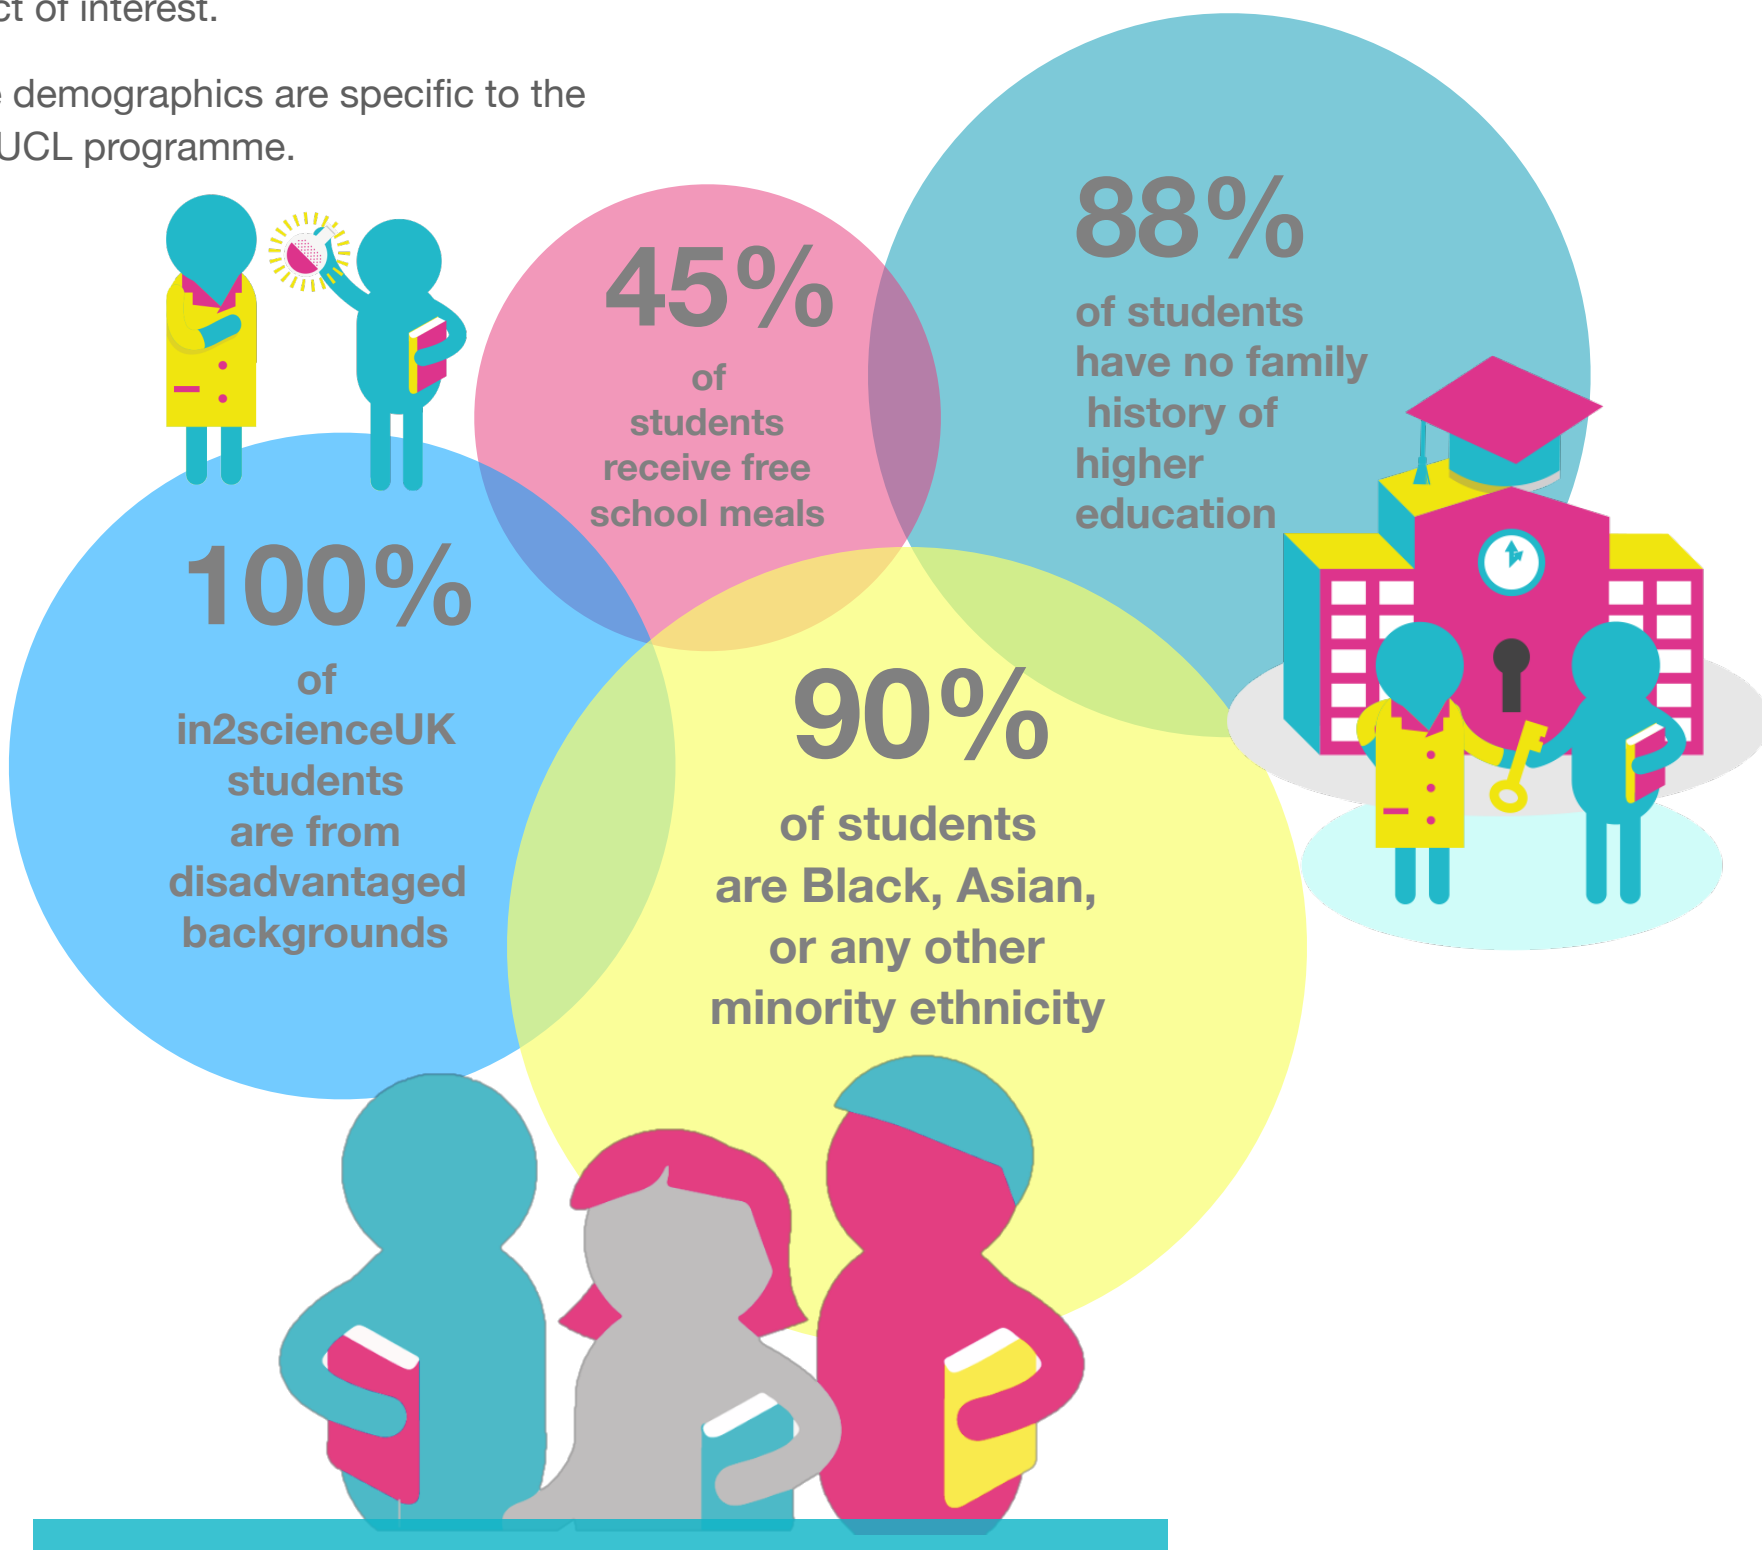 of interest.
demographics are specific to the
UCL programme.
45%
of
students
receive free
school meals
88%
of students
have no family
history of
higher
education
100%
of
in2scienceUK
students
are from
disadvantaged
backgrounds
90%
of students
are Black, Asian,
or any other
minority ethnicity